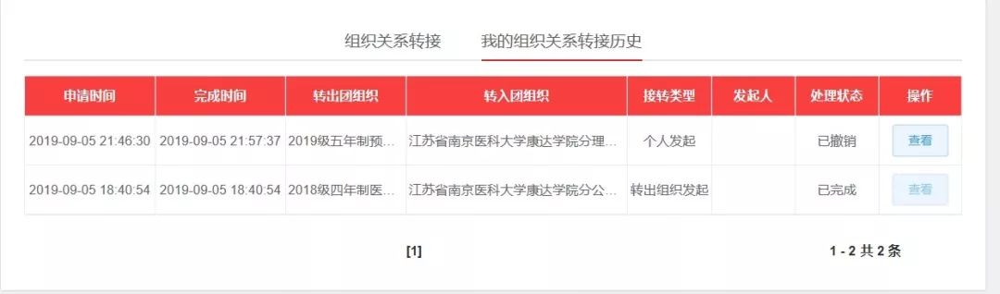 组织关系转接 我的组织关系转接历史
申请时间 完成时间 转出团组织 转入团组织 接转类型 发起人 处理状态 操作
2019-09-05 21:46:30 2019-09-05 21:57:37 2019级五年制预... 江苏省南京医科大学康达学院分理... 个人发起 已撤销 查看
2019-09-05 18:40:54 2019-09-05 18:40:54 2018级四年制医... 江苏省南京医科大学康达学院分公... 转出组织发起 已完成 查看
[1] 1 - 2 共 2 条